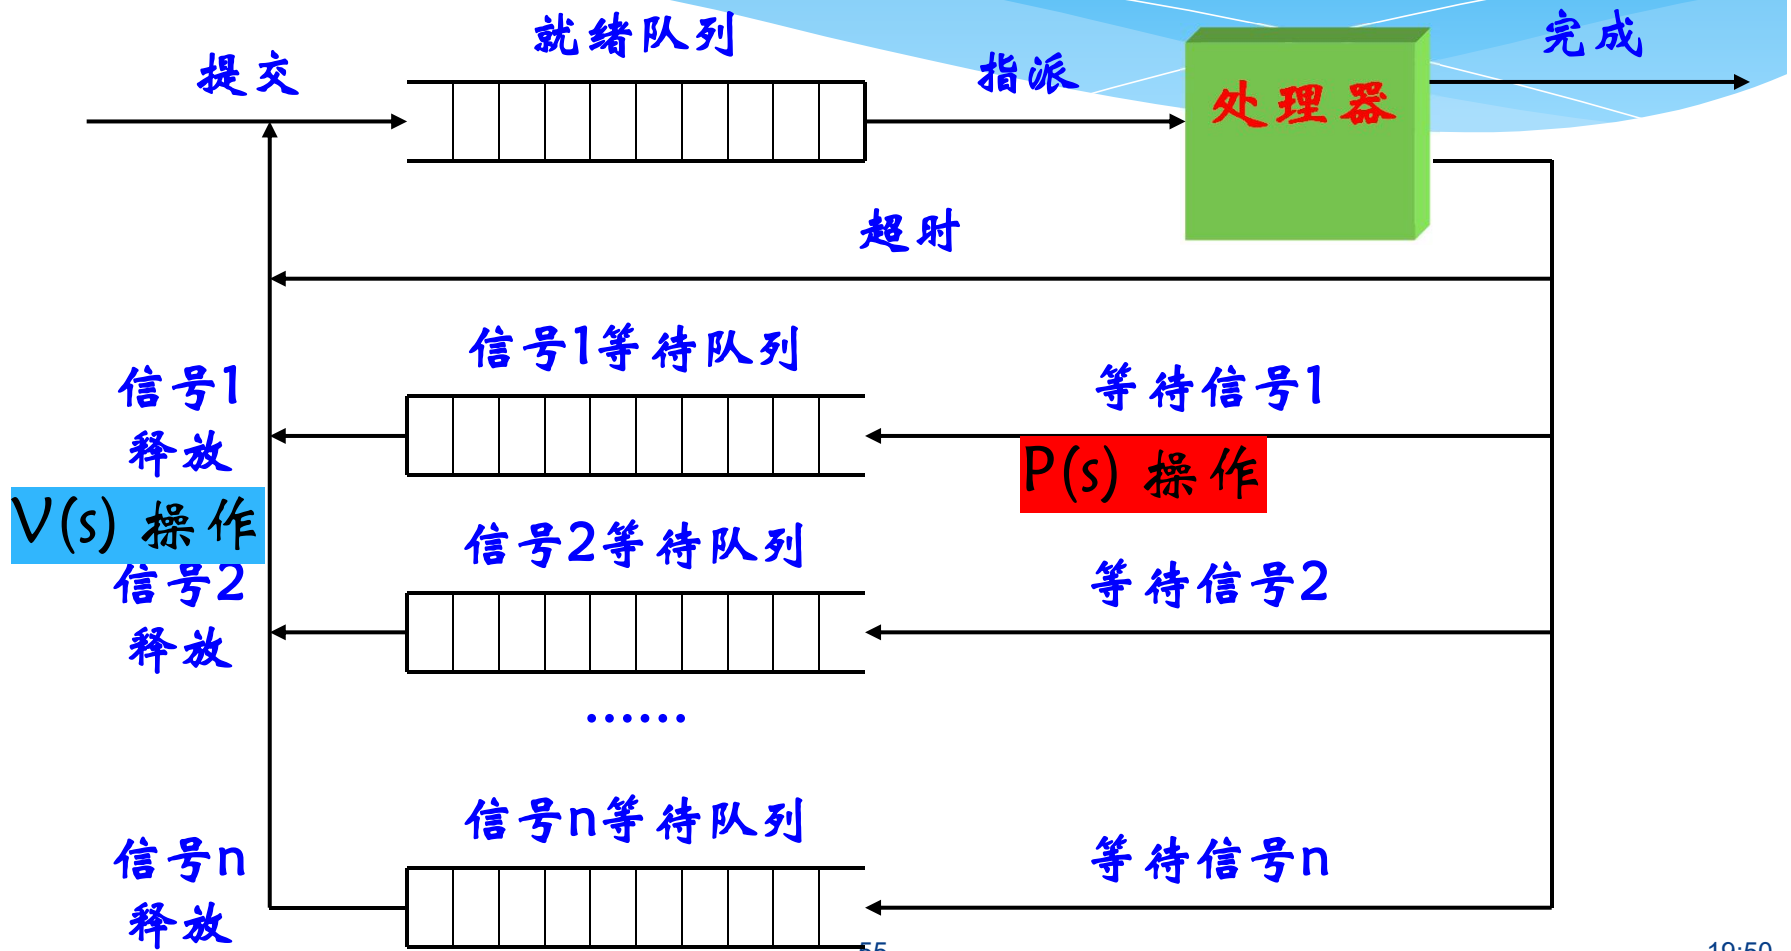 就绪队列
提交
指派
处理器
完成
超时
信号1等待队列
等待信号1
信号1
释放
P(s) 操作
V(s) 操作
信号2等待队列
等待信号2
信号2
释放
……
信号n等待队列
等待信号n
信号n
释放
55
19:50